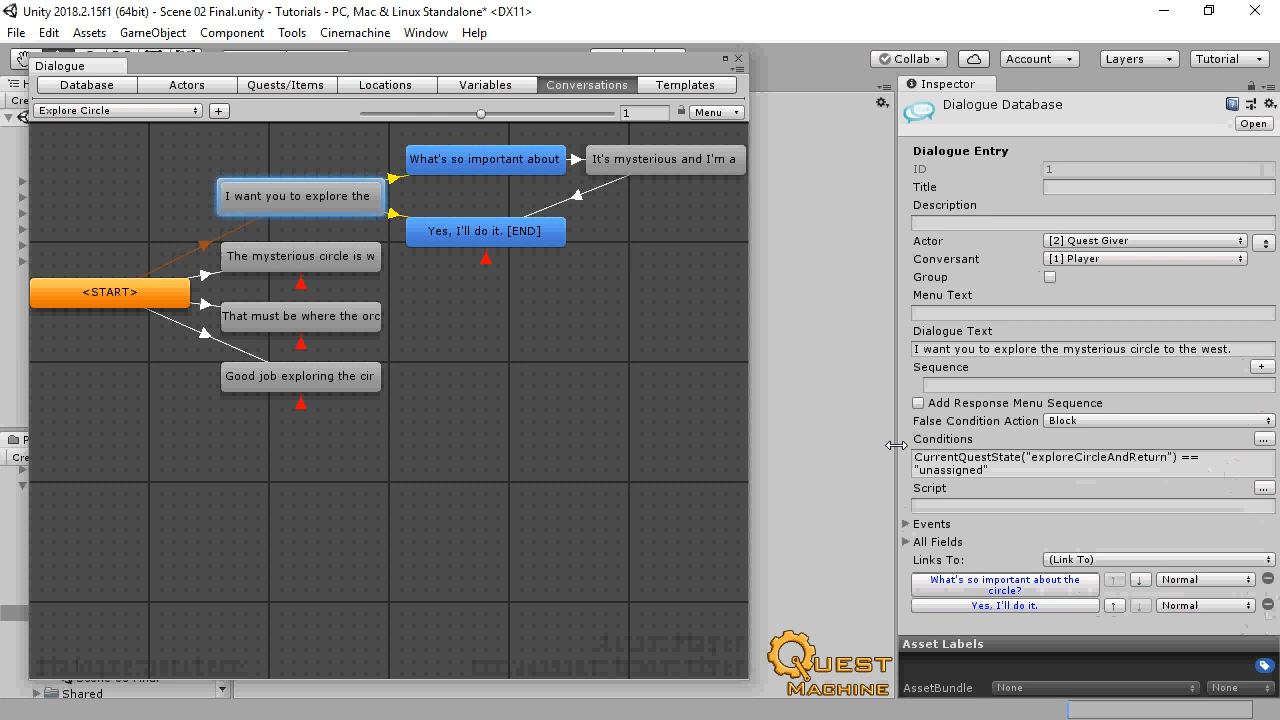 Unity 2018.2.15f1 (64bit) - Scene 02 Final.unity - Tutorials - PC, Mac & Linux Standalone* <DX11>
File Edit Assets GameObject Component Tools Cinemachine Window Help
Collab Account Layers Tutorial
Dialogue
Database Actors Quests/Items Locations Variables Conversations Templates
Explore Circle + 1 Menu
What's so important about
It's mysterious and I'm a
I want you to explore the
Yes, I'll do it. [END]
The mysterious circle is w
<START>
That must be where the orc
Good job exploring the cir
Shared
QUEST
MACHINE
Inspector
Dialogue Database
Open
Dialogue Entry
ID 1
Title
Description
Actor [2] Quest Giver
Conversant [1] Player
Group
Menu Text
Dialogue Text
I want you to explore the mysterious circle to the west.
Sequence +
Add Response Menu Sequence
False Condition Action Block
Conditions ...
CurrentQuestState("exploreCircleAndReturn") ==
"unassigned"
Script ...
Events
All Fields
Links To: (Link To)
What's so important about the
circle? ↑ ↓ Normal
Yes, I'll do it. ↑ ↓ Normal
Asset Labels
AssetBundle None None